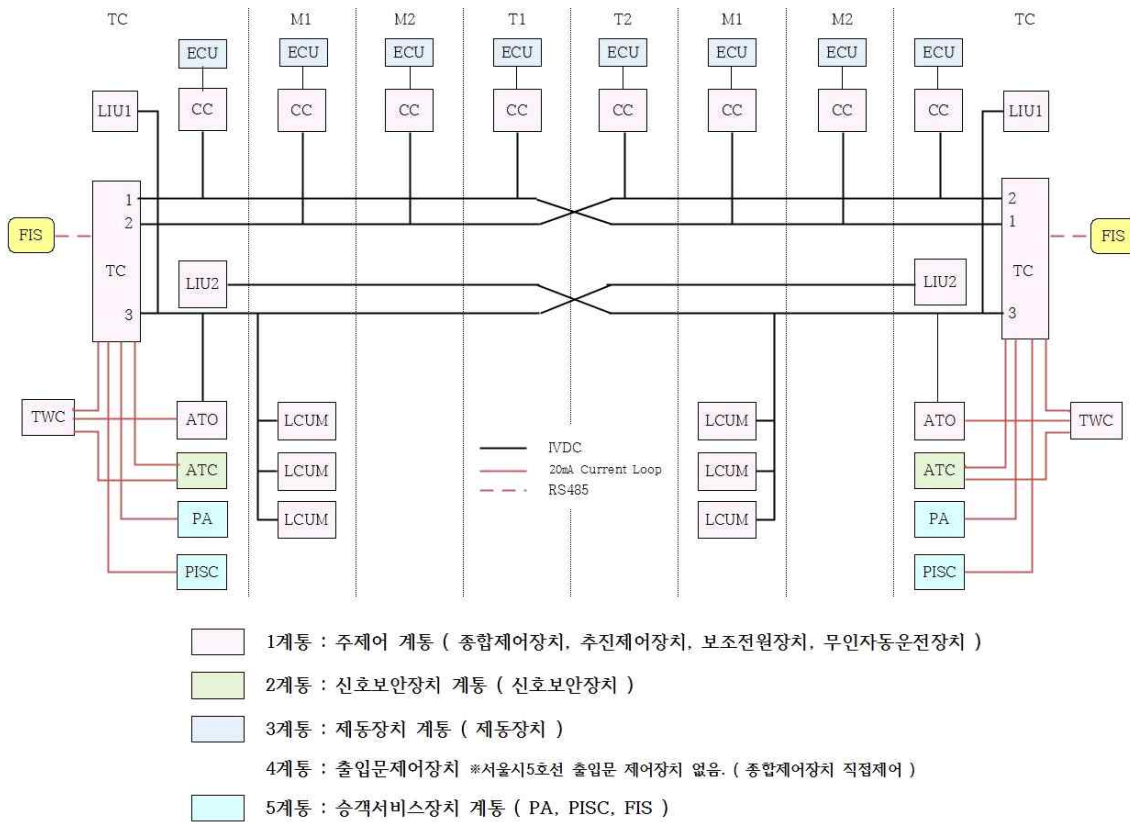 TC M1 M2 T1 T2 M1 M2 TC
ECU ECU ECU ECU ECU ECU ECU ECU
LIU1 CC CC CC CC CC CC CC CC LIU1
1 2
2 1
FIS FIS
TC TC
LIU2 LIU2
3 3
TWC ATO LCUM LCUM ATO TWC
IVDC
ATC LCUM 20mA Current Loop LCUM ATC
RS485
PA LCUM LCUM PA
PISC PISC
1계통 : 주제어 계통 ( 종합제어장치, 추진제어장치, 보조전원장치, 무인자동운전장치 )
2계통 : 신호보안장치 계통 ( 신호보안장치 )
3계통 : 제동장치 계통 ( 제동장치 )
4계통 : 출입문제어장치 ※서울시5호선 출입문 제어장치 없음. ( 종합제어장치 직접제어 )
5계통 : 승객서비스장치 계통 ( PA, PISC, FIS )